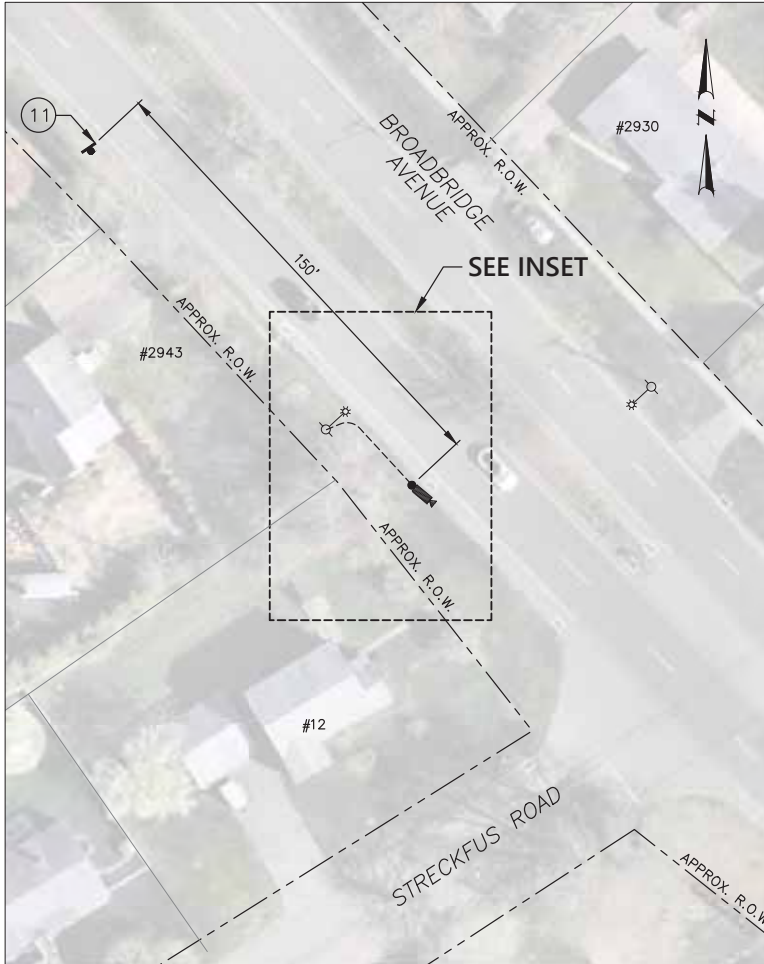 11
BROADBRIDGE
AVENUE
APPROX. R.O.W.
#2930
N
150'
SEE INSET
APPROX. R.O.W.
#2943
APPROX. R.O.W.
#12
STRECKFUS ROAD
APPROX. R.O.W.